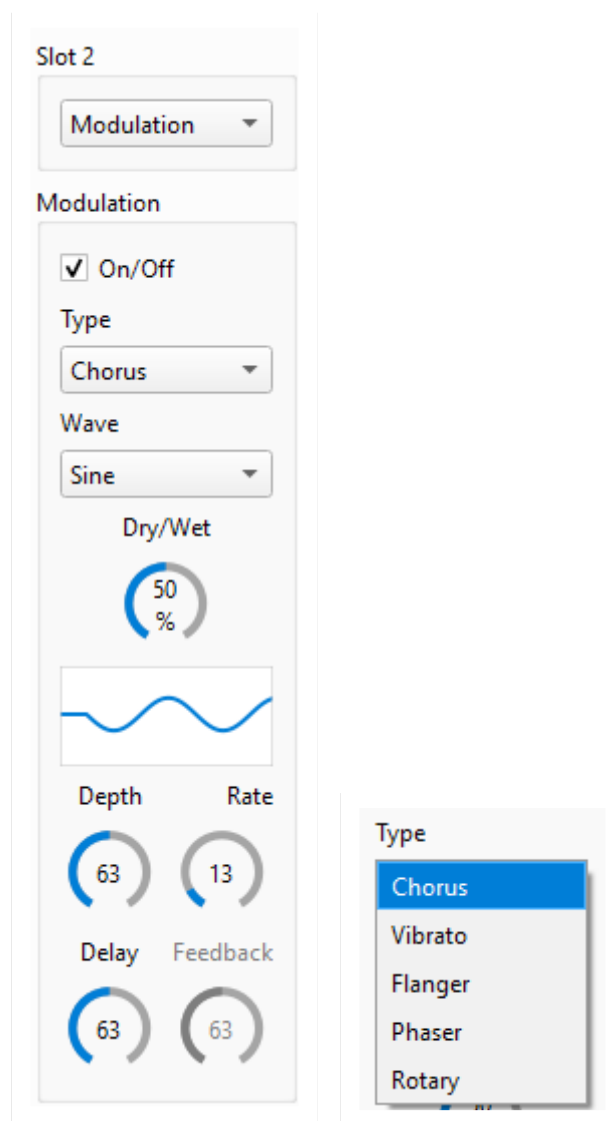 Slot 2
Modulation
Modulation
On/Off
Type
Chorus
Wave
Sine
Dry/Wet
50
%
Depth Rate
63 13
Delay Feedback
63 63
Type
Chorus
Vibrato
Flanger
Phaser
Rotary